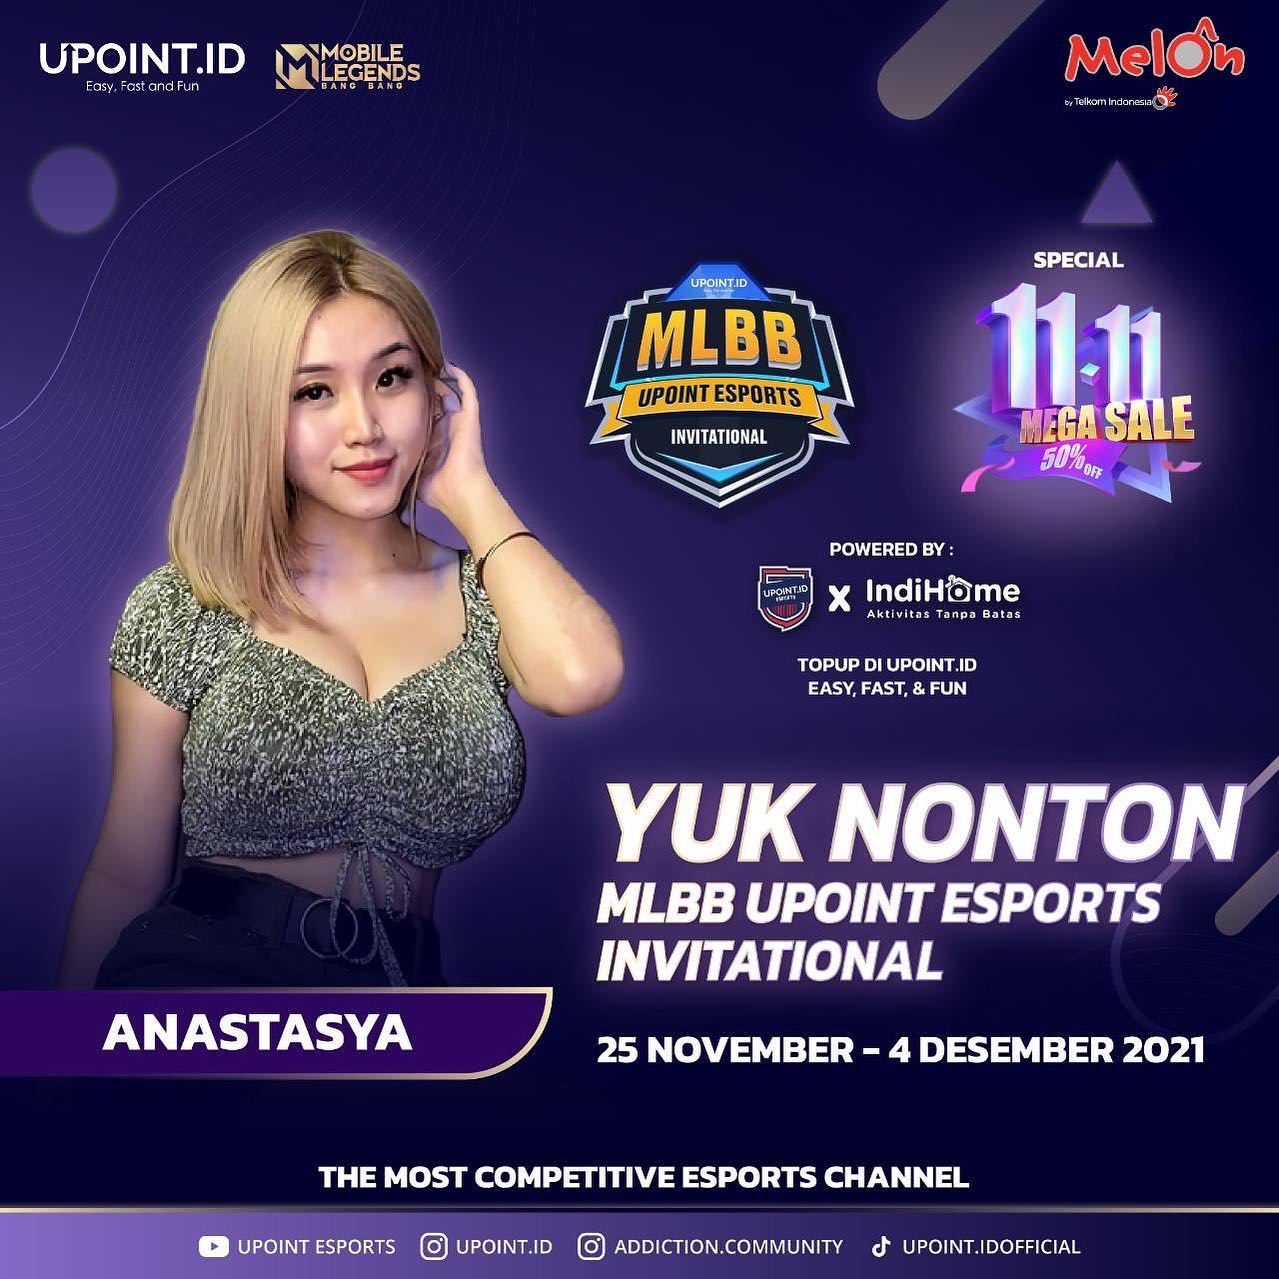 UPOINT.ID
Easy, Fast and Fun
MOBILE
LEGENDS
BANG BANG
Melôn
by Telkom Indonesia
SPECIAL
11.11
MEGA SALE
50% OFF
UPOINT.ID
MLBB
UPOINT ESPORTS
INVITATIONAL
POWERED BY :
UPOINT.ID
ESPORTS
X
IndiHome
Aktivitas Tanpa Batas
TOPUP DI UPOINT.ID
EASY, FAST, & FUN
YUK NONTON
MLBB UPOINT ESPORTS
INVITATIONAL
ANASTASYA
25 NOVEMBER - 4 DESEMBER 2021
THE MOST COMPETITIVE ESPORTS CHANNEL
UPOINT ESPORTS UPOINT.ID ADDICTION.COMMUNITY UPOINT.IDOFFICIAL